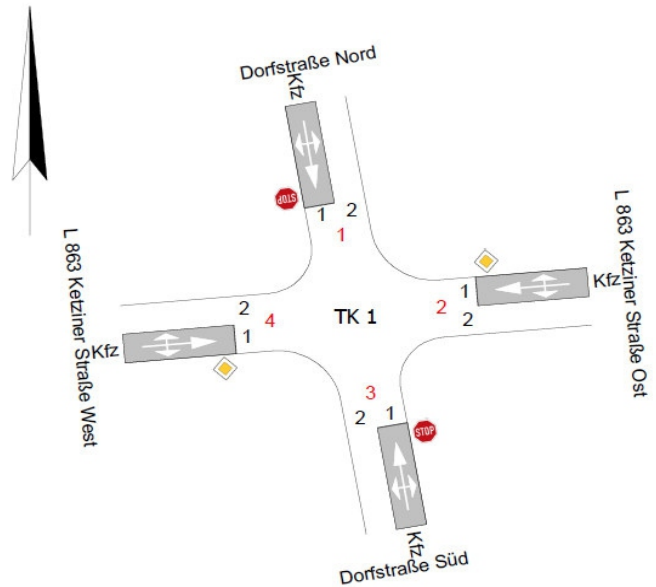 Dorfstraße Nord
Kfz
STOP
1 2
1
L 863 Ketziner Straße West
L 863 Ketziner Straße Ost
2
4
1
Kfz
TK 1
2
1
2
Kfz
3
2 1
STOP
Kfz
Dorfstraße Süd